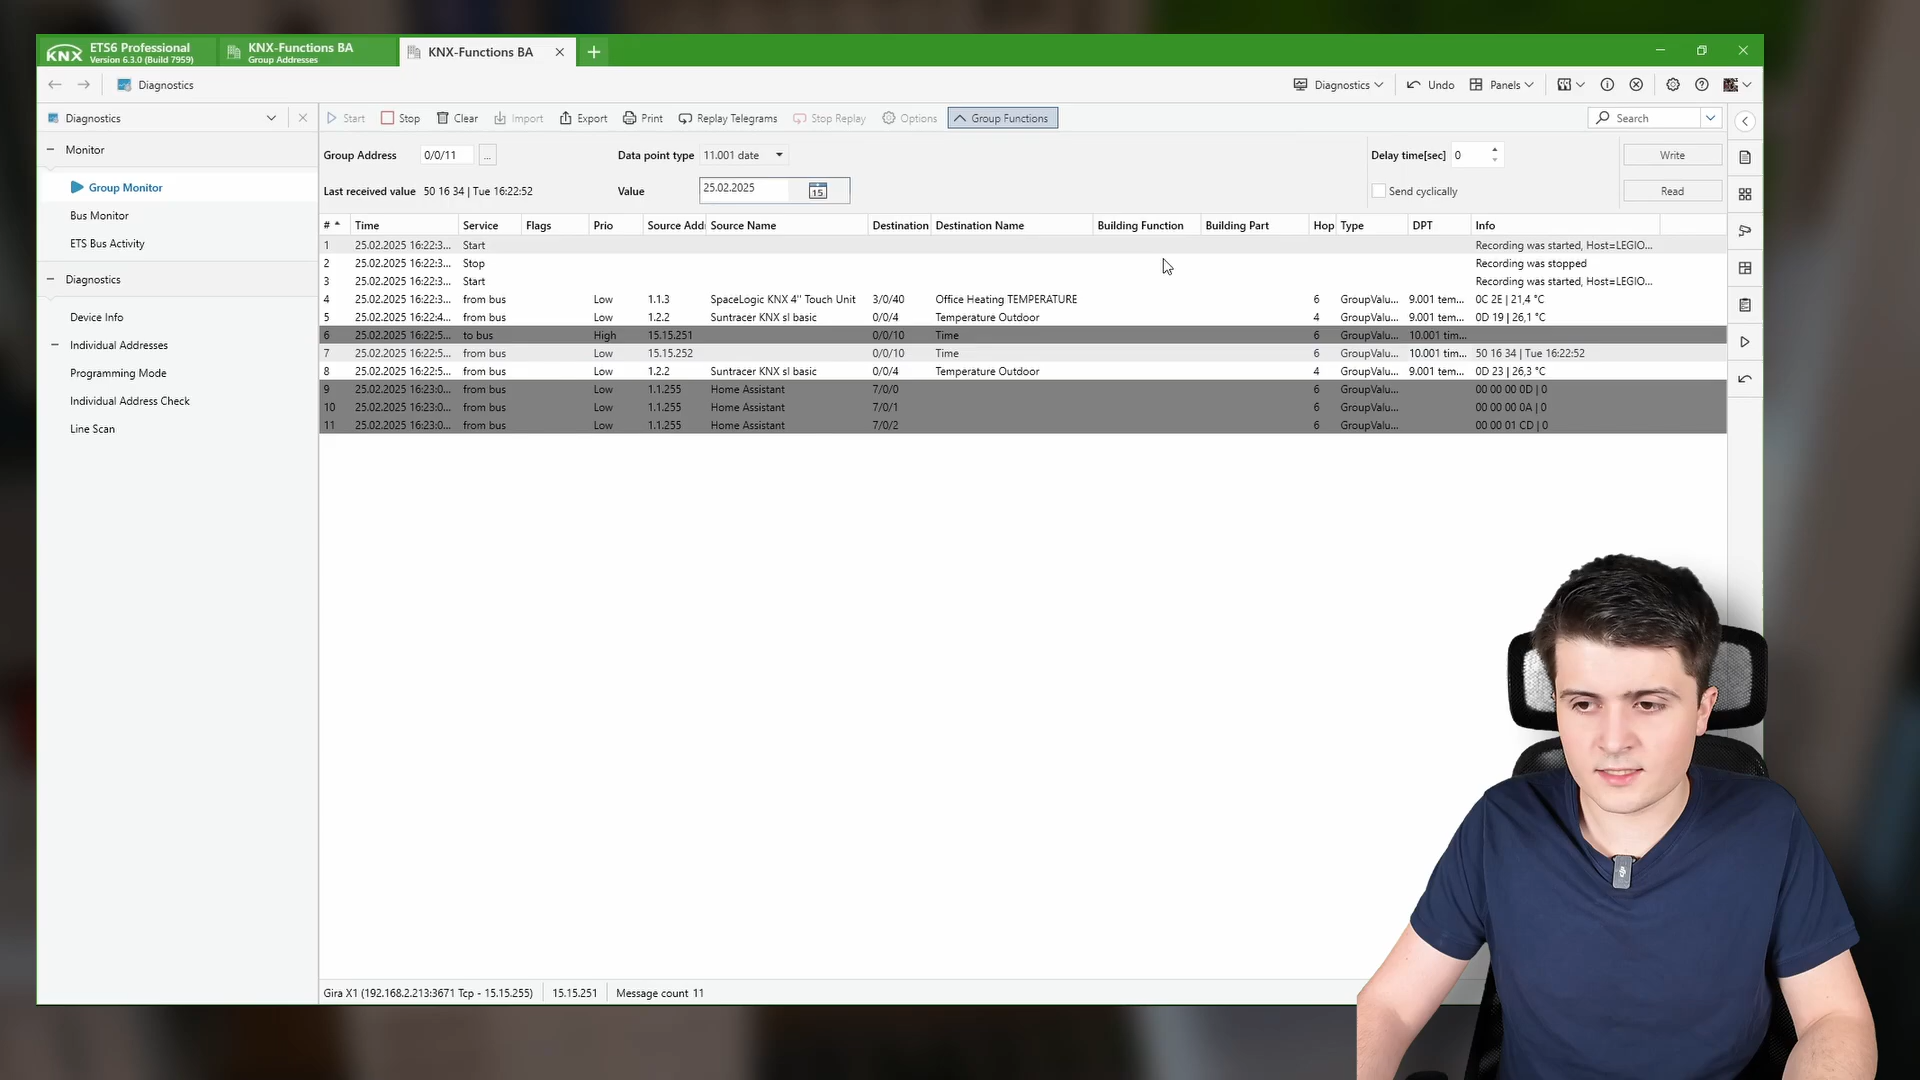 KNX ETS6 Professional
Version 6.3.0 (Build 7959)
KNX-Functions BA
Group Addresses
KNX-Functions BA
Diagnostics
Diagnostics
Undo
Panels
Diagnostics
Start
Stop
Clear
Import
Export
Print
Replay Telegrams
Stop Replay
Options
Group Functions
Search
Monitor
Group Monitor
Bus Monitor
ETS Bus Activity
Diagnostics
Device Info
Individual Addresses
Programming Mode
Individual Address Check
Line Scan
Group Address 0/0/11 ... Data point type 11.001 date Delay time[sec] 0 Write
Last received value 50 16 34 | Tue 16:22:52 Value 25.02.2025 15 Send cyclically Read
# Time Service Flags Prio Source Add Source Name Destination Destination Name Building Function Building Part Hop Type DPT Info
1 25.02.2025 16:22:3... Start Recording was started, Host=LEGIO...
2 25.02.2025 16:22:3... Stop Recording was stopped
3 25.02.2025 16:22:3... Start Recording was started, Host=LEGIO...
4 25.02.2025 16:22:3... from bus Low 1.1.3 SpaceLogic KNX 4'' Touch Unit 3/0/40 Office Heating TEMPERATURE 6 GroupValu... 9.001 tem... 0C 2E | 21,4 °C
5 25.02.2025 16:22:4... from bus Low 1.2.2 Suntracer KNX sl basic 0/0/4 Temperature Outdoor 4 GroupValu... 9.001 tem... 0D 19 | 26,1 °C
6 25.02.2025 16:22:5... to bus High 15.15.251 0/0/10 Time 6 GroupValu... 10.001 tim...
7 25.02.2025 16:22:5... from bus Low 15.15.252 0/0/10 Time 6 GroupValu... 10.001 tim... 50 16 34 | Tue 16:22:52
8 25.02.2025 16:22:5... from bus Low 1.2.2 Suntracer KNX sl basic 0/0/4 Temperature Outdoor 4 GroupValu... 9.001 tem... 0D 23 | 26,3 °C
9 25.02.2025 16:23:0... from bus Low 1.1.255 Home Assistant 7/0/0 6 GroupValu... 00 00 00 0D | 0
10 25.02.2025 16:23:0... from bus Low 1.1.255 Home Assistant 7/0/1 6 GroupValu... 00 00 00 0A | 0
11 25.02.2025 16:23:0... from bus Low 1.1.255 Home Assistant 7/0/2 6 GroupValu... 00 00 01 CD | 0
Gira X1 (192.168.2.213:3671 Tcp - 15.15.255) 15.15.251 Message count 11